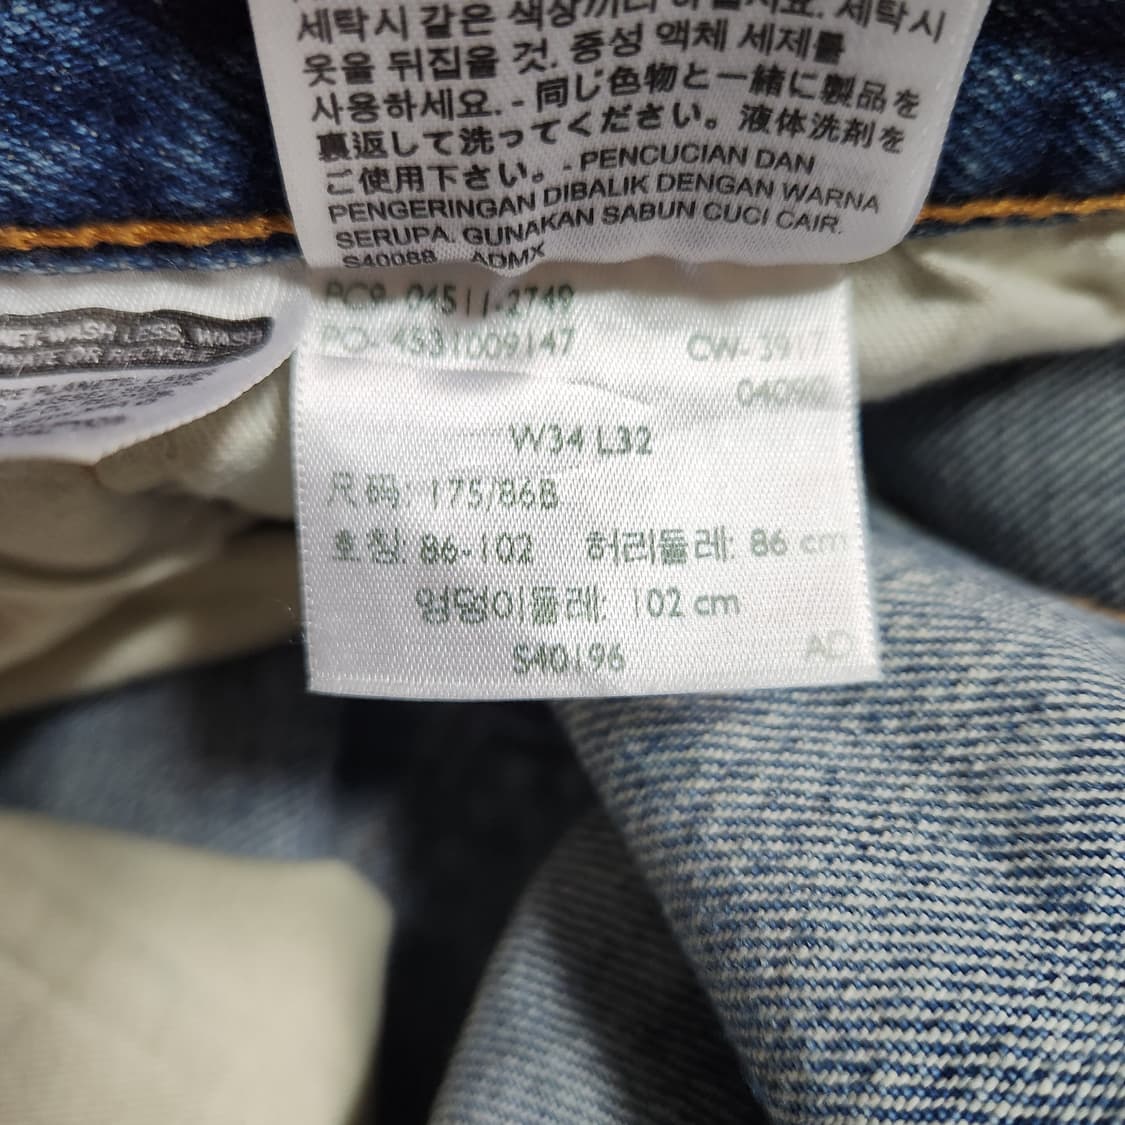 세탁시 같은 색상끼리 하십시요. 세탁시
옷을 뒤집을 것. 중성 액체 세제를
사용하세요. - 同じ色物と一緒に製品を
裏返して洗ってください。液体洗剤を
ご使用下さい。- PENCUCIAN DAN
PENGERINGAN DIBALIK DENGAN WARNA
SERUPA. GUNAKAN SABUN CUCI CAIR.
S40088 ADMX
PC9-04511-2749
PO-4531009147 CW-39
W34 L32
尺码: 175/86B
호칭: 86-102 허리둘레: 86 cm
엉덩이둘레: 102 cm
S40196 AD